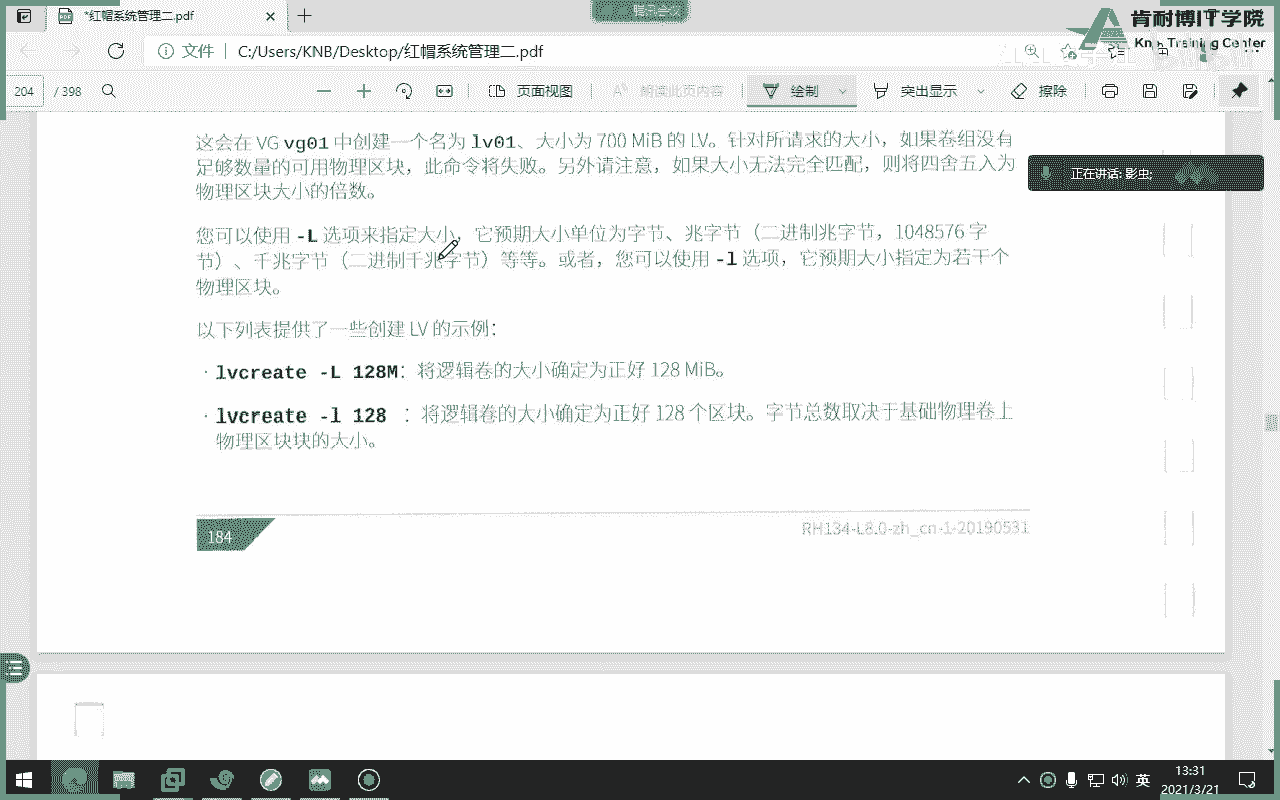 *红帽系统管理二.pdf
腾讯会议
肯耐博IT学院
KnB Training Center
文件 C:/Users/KNB/Desktop/红帽系统管理二.pdf
204 / 398 页面视图 朗读此页内容 绘制 突出显示 擦除
这会在 VG vg01 中创建一个名为 lv01、大小为 700 MiB 的 LV。针对所请求的大小，如果卷组没有
足够数量的可用物理区块，此命令将失败。另外请注意，如果大小无法完全匹配，则将四舍五入为
物理区块大小的倍数。
正在讲话: 影虫;
您可以使用 -L 选项来指定大小，它预期大小单位为字节、兆字节（二进制兆字节，1048576 字
节）、千兆字节（二进制千兆字节）等等。或者，您可以使用 -l 选项，它预期大小指定为若干个
物理区块。
以下列表提供了一些创建 LV 的示例：
· lvcreate -L 128M：将逻辑卷的大小确定为正好 128 MiB。
· lvcreate -l 128 ：将逻辑卷的大小确定为正好 128 个区块。字节总数取决于基础物理卷上
物理区块块的大小。
184
RH134-L8.0-zh_cn-1-20190531
英
13:31
2021/3/21